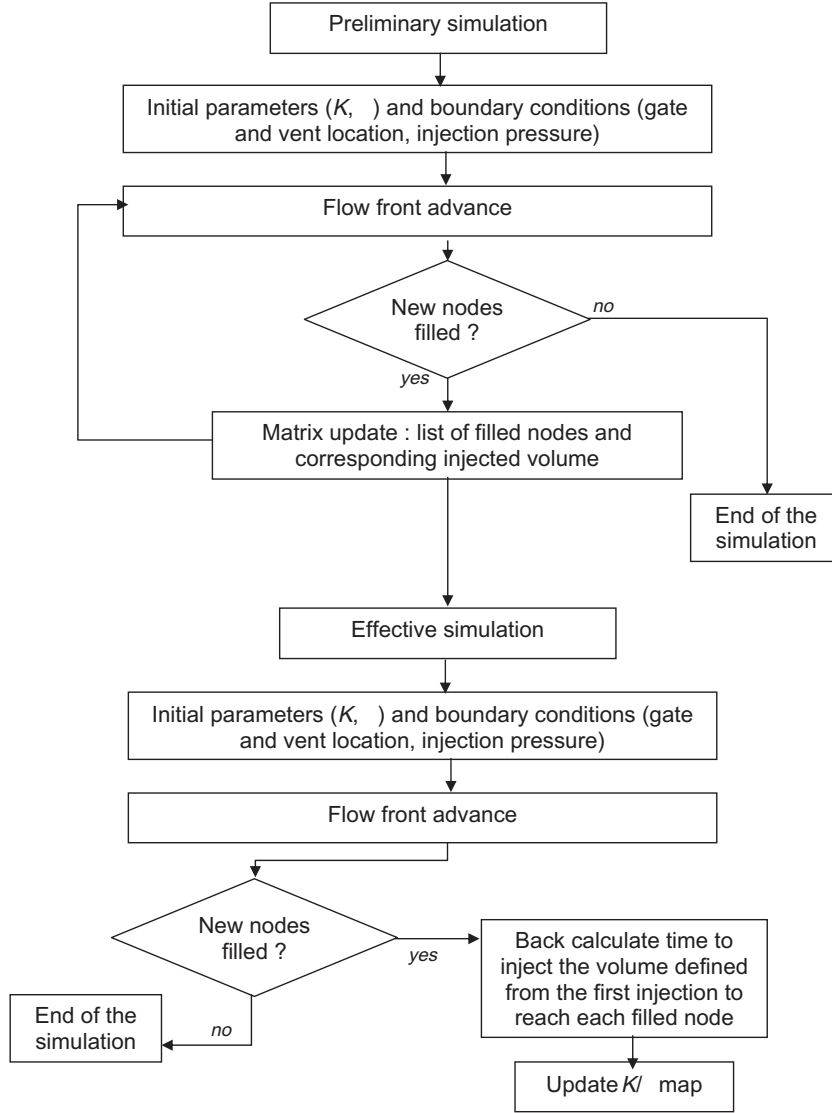 Preliminary simulation
Initial parameters (K, ) and boundary conditions (gate
and vent location, injection pressure)
Flow front advance
New nodes
filled ?
no
yes
Matrix update : list of filled nodes and
corresponding injected volume
End of the
simulation
Effective simulation
Initial parameters (K, ) and boundary conditions (gate
and vent location, injection pressure)
Flow front advance
New nodes
filled ?
yes
Back calculate time to
inject the volume defined
from the first injection to
reach each filled node
End of the
simulation
no
Update K/ map